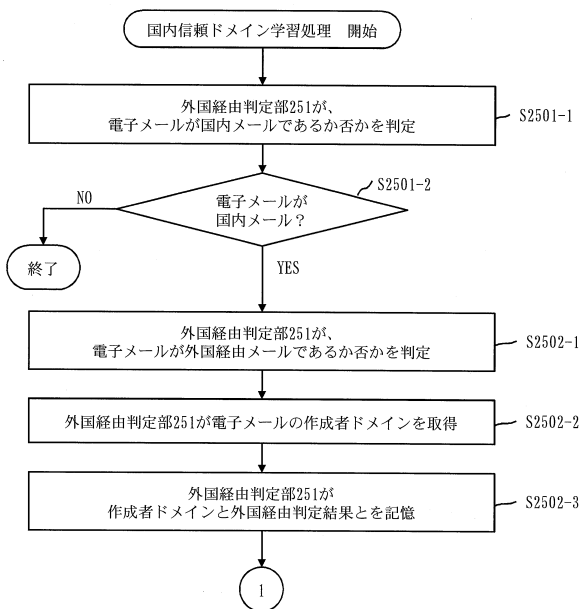 国内信頼ドメイン学習処理 開始
外国経由判定部251が、
電子メールが国内メールであるか否かを判定
S2501-1
S2501-2
電子メールが
国内メール？
NO
終了
YES
外国経由判定部251が、
電子メールが外国経由メールであるか否かを判定
S2502-1
外国経由判定部251が電子メールの作成者ドメインを取得
S2502-2
外国経由判定部251が
作成者ドメインと外国経由判定結果とを記憶
S2502-3
1